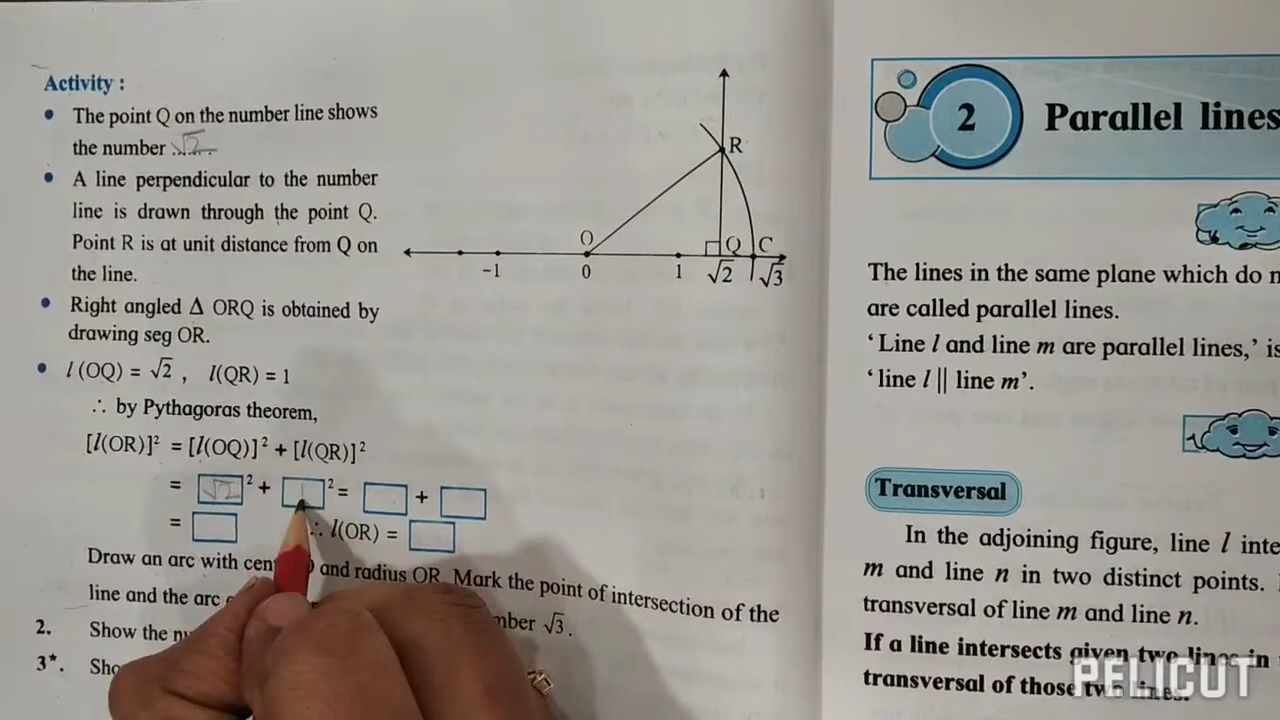 Activity :
• The point Q on the number line shows
the number √2
• A line perpendicular to the number
line is drawn through the point Q.
Point R is at unit distance from Q on
the line.
• Right angled Δ ORQ is obtained by
drawing seg OR.
• l (OQ) = √2 , l(QR) = 1
∴ by Pythagoras theorem,
[l(OR)]² = [l(OQ)]² + [l(QR)]²
= √2 ² + 1 ² = +
= ∴ l(OR) =
Draw an arc with and radius OR. Mark the point of intersection of the
line and the arc √3 .
2. Show the
3*.
R
O Q C
−1 0 1 √2 √3
2 Parallel lines
The lines in the same plane which do
are called parallel lines.
‘Line l and line m are parallel lines,’ is
‘line l || line m’.
Transversal
In the adjoining figure, line l
m and line n in two distinct points.
transversal of line m and line n.
If a line intersects given two lines in
transversal of those two lines.
PELICUT